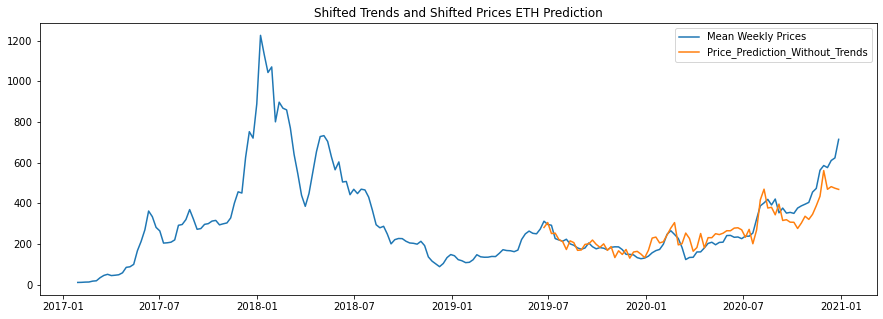 Shifted Trends and Shifted Prices ETH Prediction
Mean Weekly Prices
Price_Prediction_Without_Trends
1200
1000
800
600
400
200
0
2017-01 2017-07 2018-01 2018-07 2019-01 2019-07 2020-01 2020-07 2021-01